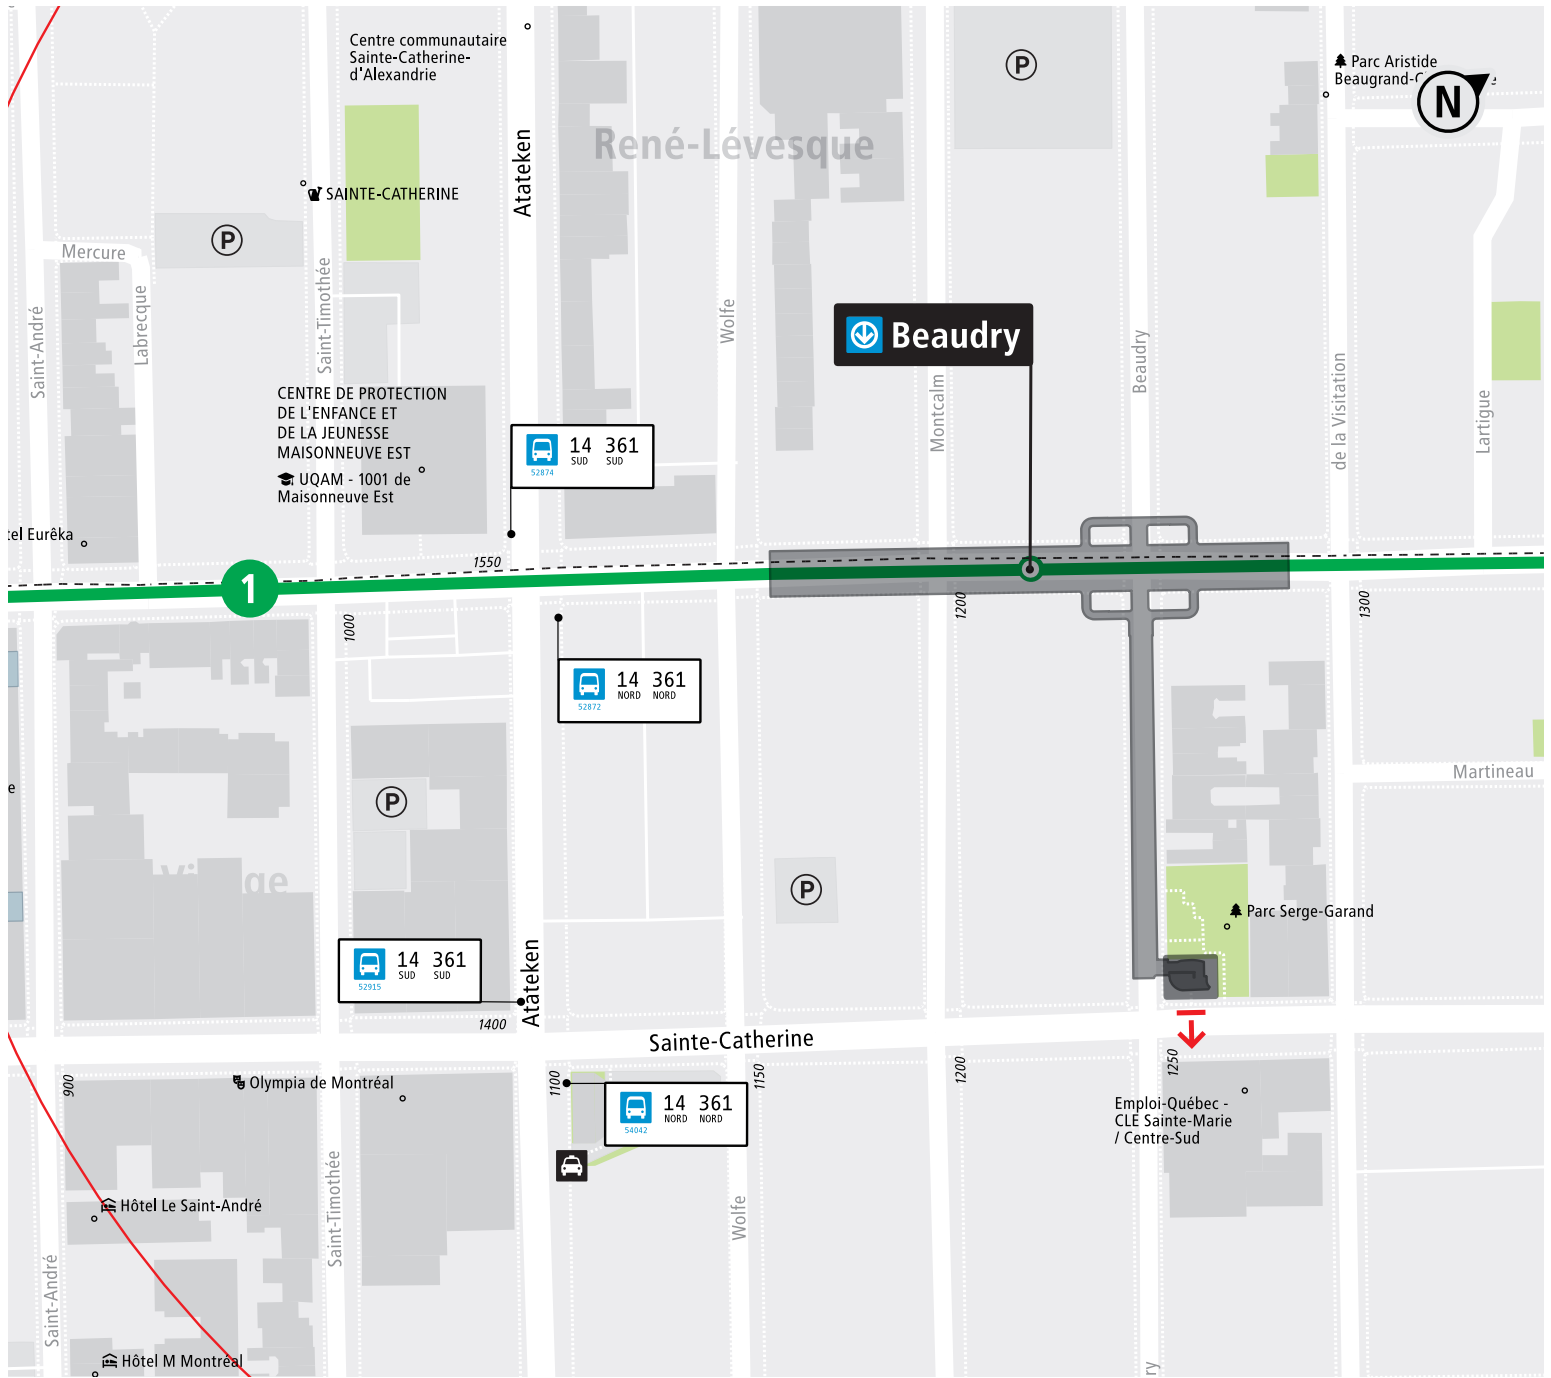 Centre communautaire
Sainte-Catherine-
d'Alexandrie
P
Parc Aristide
N
Atateken
René-Lévesque
SAINTE-CATHERINE
P
Mercure
Saint-André
Labrecque
Saint-Timothée
Wolfe
Beaudry
Montcalm
Beaudry
de la Visitation
Lartigue
CENTRE DE PROTECTION
DE L'ENFANCE ET
DE LA JEUNESSE
MAISONNEUVE EST
UQAM - 1001 de
Maisonneuve Est
14 361
SUD SUD
52874
tel Eurêka
1550
1
1000
1200
1300
14 361
NORD NORD
52872
Martineau
e
P
P
Parc Serge-Garand
14 361
SUD SUD
52915
Atateken
1400
Sainte-Catherine
900
Olympia de Montréal
1100
1150
1200
1250
14 361
NORD NORD
54042
Emploi-Québec -
CLE Sainte-Marie
/ Centre-Sud
Hôtel Le Saint-André
Saint-Timothée
Wolfe
Saint-André
Hôtel M Montréal
ry